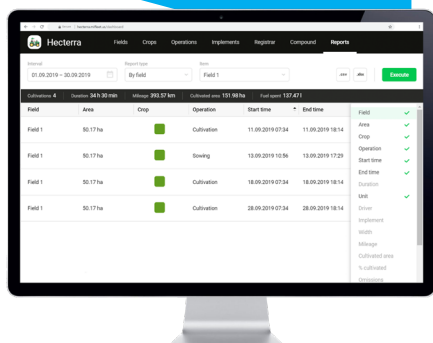 Hecterra
Fields Crops Operations Implements Registrar Compound Reports
Interval Report type Item
01.09.2019 - 30.09.2019 By field Field 1 Execute
Cultivations 4 Duration 34 h 30 min Mileage 393.57 km Cultivated area 151.98 ha Fuel spent 137.47 l
Field Area Crop Operation Start time End time
Field 1 50.17 ha Cultivation 11.09.2019 07:34 11.09.2019 18:14
Field 1 50.17 ha Sowing 13.09.2019 10:56 13.09.2019 17:29
Field 1 50.17 ha Cultivation 18.09.2019 07:34 18.09.2019 18:14
Field 1 50.17 ha Cultivation 28.09.2019 07:34 28.09.2019 18:14
Field
Area
Crop
Operation
Start time
End time
Duration
Unit
Driver
Implement
Width
Mileage
Cultivated area
% cultivated
Omissions